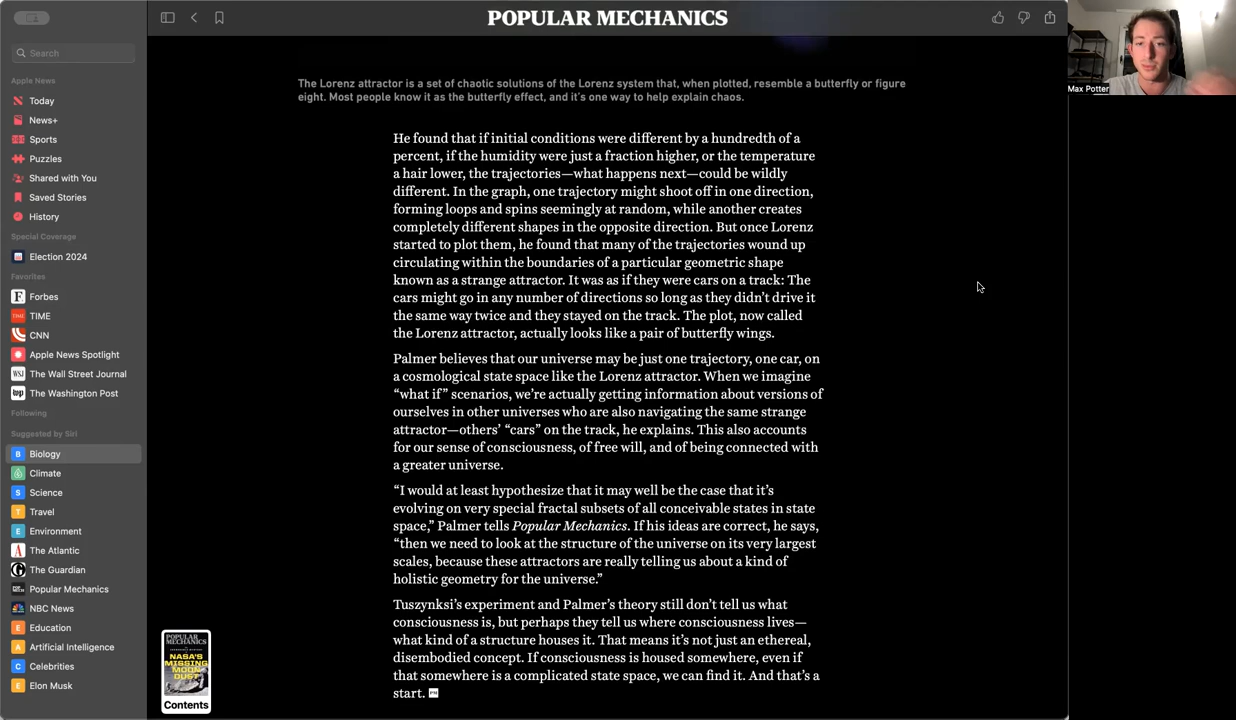 POPULAR MECHANICS
Search
Apple News
Today
News+
Sports
Puzzles
Shared with You
Saved Stories
History
Special Coverage
Election 2024
Favorites
F Forbes
TIME TIME
CNN
Apple News Spotlight
WSJ The Wall Street Journal
wp The Washington Post
Following
Suggested by Siri
B Biology
Climate
S Science
T Travel
E Environment
A The Atlantic
G The Guardian
Popular Mechanics
NBC News
E Education
A Artificial Intelligence
C Celebrities
E Elon Musk
The Lorenz attractor is a set of chaotic solutions of the Lorenz system that, when plotted, resemble a butterfly or figure
eight. Most people know it as the butterfly effect, and it's one way to help explain chaos.
He found that if initial conditions were different by a hundredth of a
percent, if the humidity were just a fraction higher, or the temperature
a hair lower, the trajectories—what happens next—could be wildly
different. In the graph, one trajectory might shoot off in one direction,
forming loops and spins seemingly at random, while another creates
completely different shapes in the opposite direction. But once Lorenz
started to plot them, he found that many of the trajectories wound up
circulating within the boundaries of a particular geometric shape
known as a strange attractor. It was as if they were cars on a track: The
cars might go in any number of directions so long as they didn't drive it
the same way twice and they stayed on the track. The plot, now called
the Lorenz attractor, actually looks like a pair of butterfly wings.
Palmer believes that our universe may be just one trajectory, one car, on
a cosmological state space like the Lorenz attractor. When we imagine
“what if” scenarios, we're actually getting information about versions of
ourselves in other universes who are also navigating the same strange
attractor—others' “cars” on the track, he explains. This also accounts
for our sense of consciousness, of free will, and of being connected with
a greater universe.
“I would at least hypothesize that it may well be the case that it's
evolving on very special fractal subsets of all conceivable states in state
space,” Palmer tells Popular Mechanics. If his ideas are correct, he says,
“then we need to look at the structure of the universe on its very largest
scales, because these attractors are really telling us about a kind of
holistic geometry for the universe.”
Tuszynksi's experiment and Palmer's theory still don't tell us what
consciousness is, but perhaps they tell us where consciousness lives—
what kind of a structure houses it. That means it's not just an ethereal,
disembodied concept. If consciousness is housed somewhere, even if
that somewhere is a complicated state space, we can find it. And that's a
start.
POPULAR
MECHANICS
NASA'S
MISSING
MOON
DUST
Contents
Max Potter